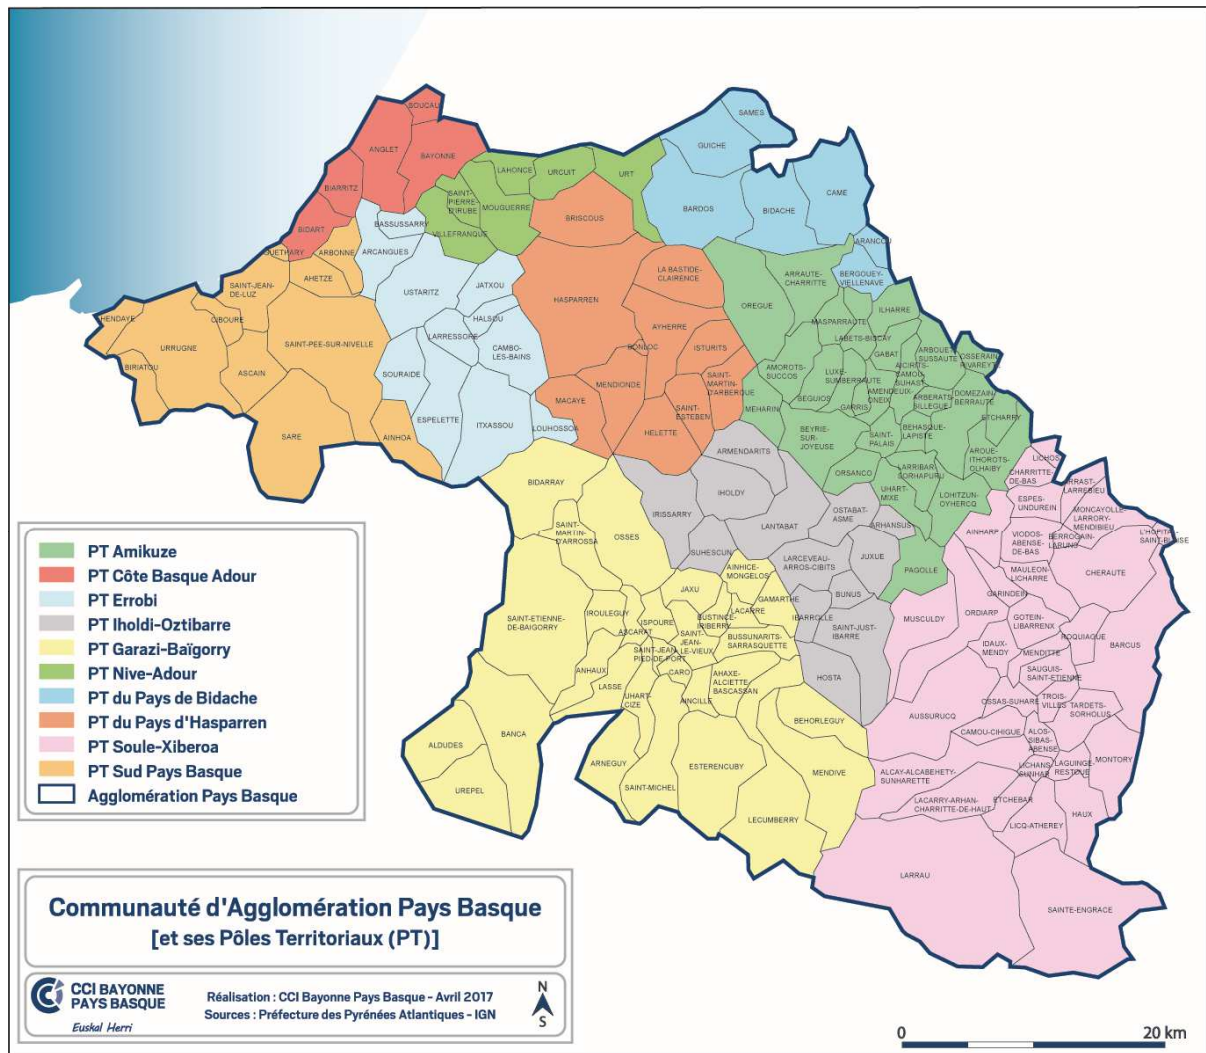 SOUCAU
ANGLET
BAYONNE
BIARRITZ
BIDART
LAHONCE
URCUIT
URT
SAINT-
PIERRE
D'IRUBE
MOUGUERRE
VILLEFRANQUE
SAMES
GUICHE
BARDOS
BIDACHE
CAME
ARANCOU
BERGOUEY-
VIELLENAVE
BRISCOUS
LA BASTIDE-
CLAIRENCE
HASPARREN
AYHERRE
BONLOC
ISTURITS
MENDIONDE
MACAYE
SAINT-
MARTIN-
D'ARBEROUE
SAINT-
ESTEBEN
HELETTE
BASSUSSARRY
ARCANGUES
USTARITZ
JATXOU
HALSOU
LARRESSORE
CAMBO-
LES-BAINS
SOURAIDE
ESPELETTE
ITXASSOU
LOUHOSSOA
GUETHARY
ARBONNE
AHETZE
SAINT-JEAN-
DE-LUZ
CIBOURE
HENDAYE
URRUGNE
BIRIATOU
ASCAIN
SAINT-PEE-SUR-NIVELLE
SARE
AINHOA
OREGUE
ARRAUTE-
CHARRITTE
MASPARRAUTE
ILHARRE
LABETS-BISCAY
GABAT
ARBOUET-
SUSSAUTE
OSSERAIN-
RIVAREYTE
AICIRITS-
CAMOU-
SUHAST
AMOROTS-
SUCCOS
LUXE-
SUMBERRAUTE
AMENDEUIX-
ONEIX
GARRIS
BEGUIOS
MEHARIN
ARBERATS-
SILLEGUE
DOMEZAIN-
BERRAUTE
ETCHARRY
BEYRIE-
SUR-
JOYEUSE
SAINT-
PALAIS
BEHASQUE-
LAPISTE
AROUE-
ITHOROTS-
OLHAIBY
ORSANCO
LARRIBAR-
SORHAPURU
UHART-
MIXE
LOHITZUN-
OYHERCQ
PAGOLLE
ARMENDARITS
IHOLDY
IRISSARRY
LANTABAT
OSTABAT-
ASME
ARHANSUS
SUHESCUN
LARCEVEAU-
ARROS-CIBITS
JUXUE
BUNUS
IBARROLLE
SAINT-JUST-
IBARRE
HOSTA
BIDARRAY
SAINT-
MARTIN-
D'ARROSSA
OSSES
SAINT-ETIENNE-
DE-BAIGORRY
IROULEGUY
ASCARAT
ISPOURE
JAXU
AINHICE-
MONGELOS
GAMARTHE
LACARRE
BUSTINCE-
IRIBERRY
SAINT-
JEAN-
LE-VIEUX
BUSSUNARITS-
SARRASQUETTE
SAINT-JEAN-
PIED-DE-PORT
ANHAUX
LASSE
CARO
UHART-
CIZE
AINCILLE
AHAXE-
ALCIETTE-
BASCASSAN
BEHORLEGUY
MENDIVE
ALDUDES
BANCA
UREPEL
ARNEGUY
SAINT-MICHEL
ESTERENCUBY
LECUMBERRY
LICHOS
CHARRITTE-
DE-BAS
ARRAST-
LARREBIEU
ESPES-
UNDUREIN
MONCAYOLLE-
LARRORY-
MENDIBIEU
AINHARP
VIODOS-
ABENSE-
DE-BAS
BERROGAIN-
LARUNS
L'HOPITAL-
SAINT-BLAISE
CHERAUTE
MAULEON-
LICHARRE
GARINDEIN
MUSCULDY
ORDIARP
GOTEIN-
LIBARRENX
ROQUIAGUE
BARCUS
IDAUX-
MENDY
MENDITTE
SAUGUIS-
SAINT-ETIENNE
OSSAS-SUHARE
TROIS-
VILLES
TARDETS-
SORHOLUS
AUSSURUCQ
CAMOU-CIHIGUE
ALOS-
SIBAS-
ABENSE
MONTORY
ALCAY-ALCABEHETY-
SUNHARETTE
LICHANS-
SUNHAR
LAGUINGE-
RESTOUE
LACARRY-ARHAN-
CHARRITTE-DE-HAUT
ETCHEBAR
HAUX
LICQ-ATHEREY
LARRAU
SAINTE-ENGRACE
PT Amikuze
PT Côte Basque Adour
PT Errobi
PT Iholdi-Oztibarre
PT Garazi-Baïgorry
PT Nive-Adour
PT du Pays de Bidache
PT du Pays d'Hasparren
PT Soule-Xiberoa
PT Sud Pays Basque
Agglomération Pays Basque
Communauté d'Agglomération Pays Basque
[et ses Pôles Territoriaux (PT)]
CCI BAYONNE
PAYS BASQUE
Euskal Herri
Réalisation : CCI Bayonne Pays Basque - Avril 2017
Sources : Préfecture des Pyrénées Atlantiques - IGN
N
S
0
20 km